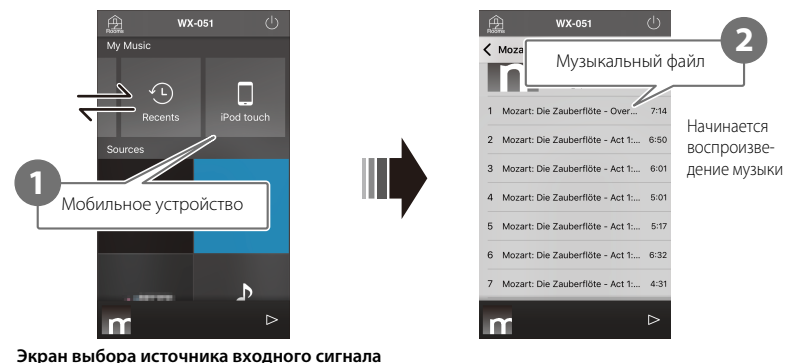 Rooms
WX-051
My Music
Recents
iPod touch
Sources
1
Мобильное устройство
m
Экран выбора источника входного сигнала
Rooms
WX-051
2
Moza
Музыкальный файл
m
1 Mozart: Die Zauberflöte - Over... 7:14
2 Mozart: Die Zauberflöte - Act 1:... 6:50
3 Mozart: Die Zauberflöte - Act 1:... 6:01
4 Mozart: Die Zauberflöte - Act 1:... 5:01
5 Mozart: Die Zauberflöte - Act 1:... 5:17
6 Mozart: Die Zauberflöte - Act 1:... 6:32
7 Mozart: Die Zauberflöte - Act 1:... 4:31
m
Начинается
воспроизве-
дение музыки